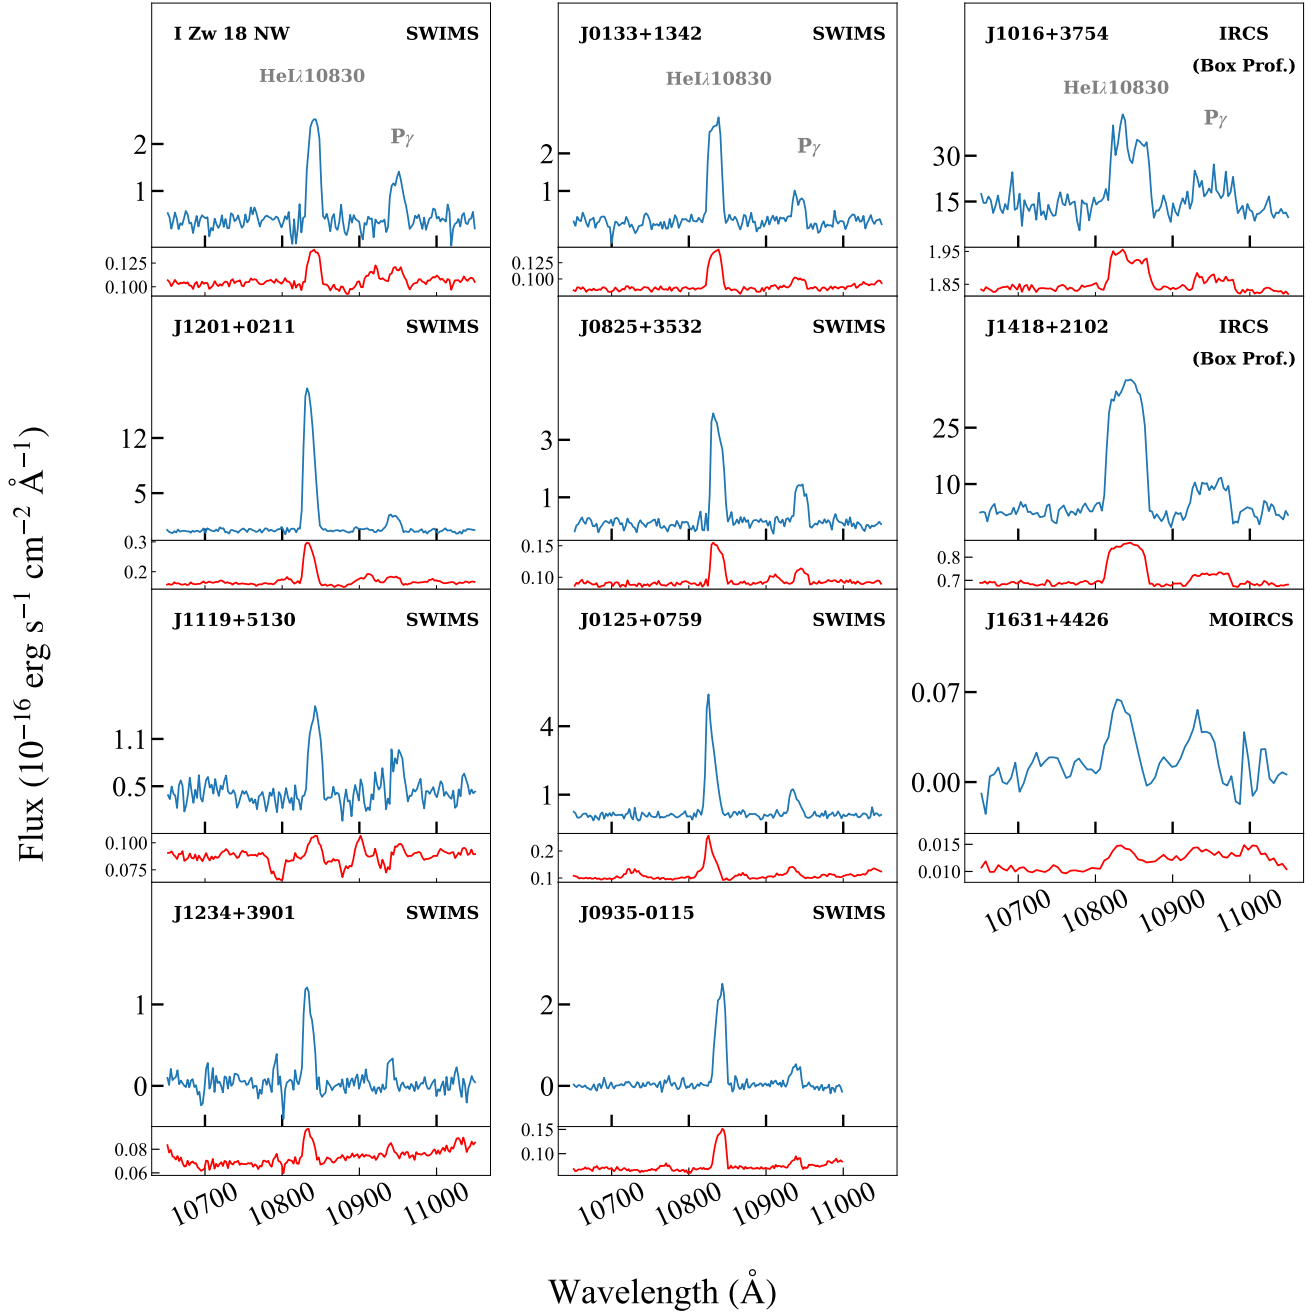 I Zw 18 NW SWIMS
HeIλ10830
Pγ
2
1
0.125
0.100
J0133+1342 SWIMS
HeIλ10830
Pγ
2
1
0.125
0.100
J1016+3754 IRCS
(Box Prof.)
HeIλ10830
Pγ
30
15
1.95
1.85
J1201+0211 SWIMS
12
5
0.3
0.2
J0825+3532 SWIMS
3
1
0.15
0.10
J1418+2102 IRCS
(Box Prof.)
25
10
0.8
0.7
J1119+5130 SWIMS
1.1
0.5
0.100
0.075
J0125+0759 SWIMS
4
1
0.2
0.1
J1631+4426 MOIRCS
0.07
0.00
0.015
0.010
10700 10800 10900 11000
J1234+3901 SWIMS
1
0
0.08
0.06
10700 10800 10900 11000
J0935-0115 SWIMS
2
0
0.15
0.10
10700 10800 10900 11000
Flux (10⁻¹⁶ erg s⁻¹ cm⁻² Å⁻¹)
Wavelength (Å)